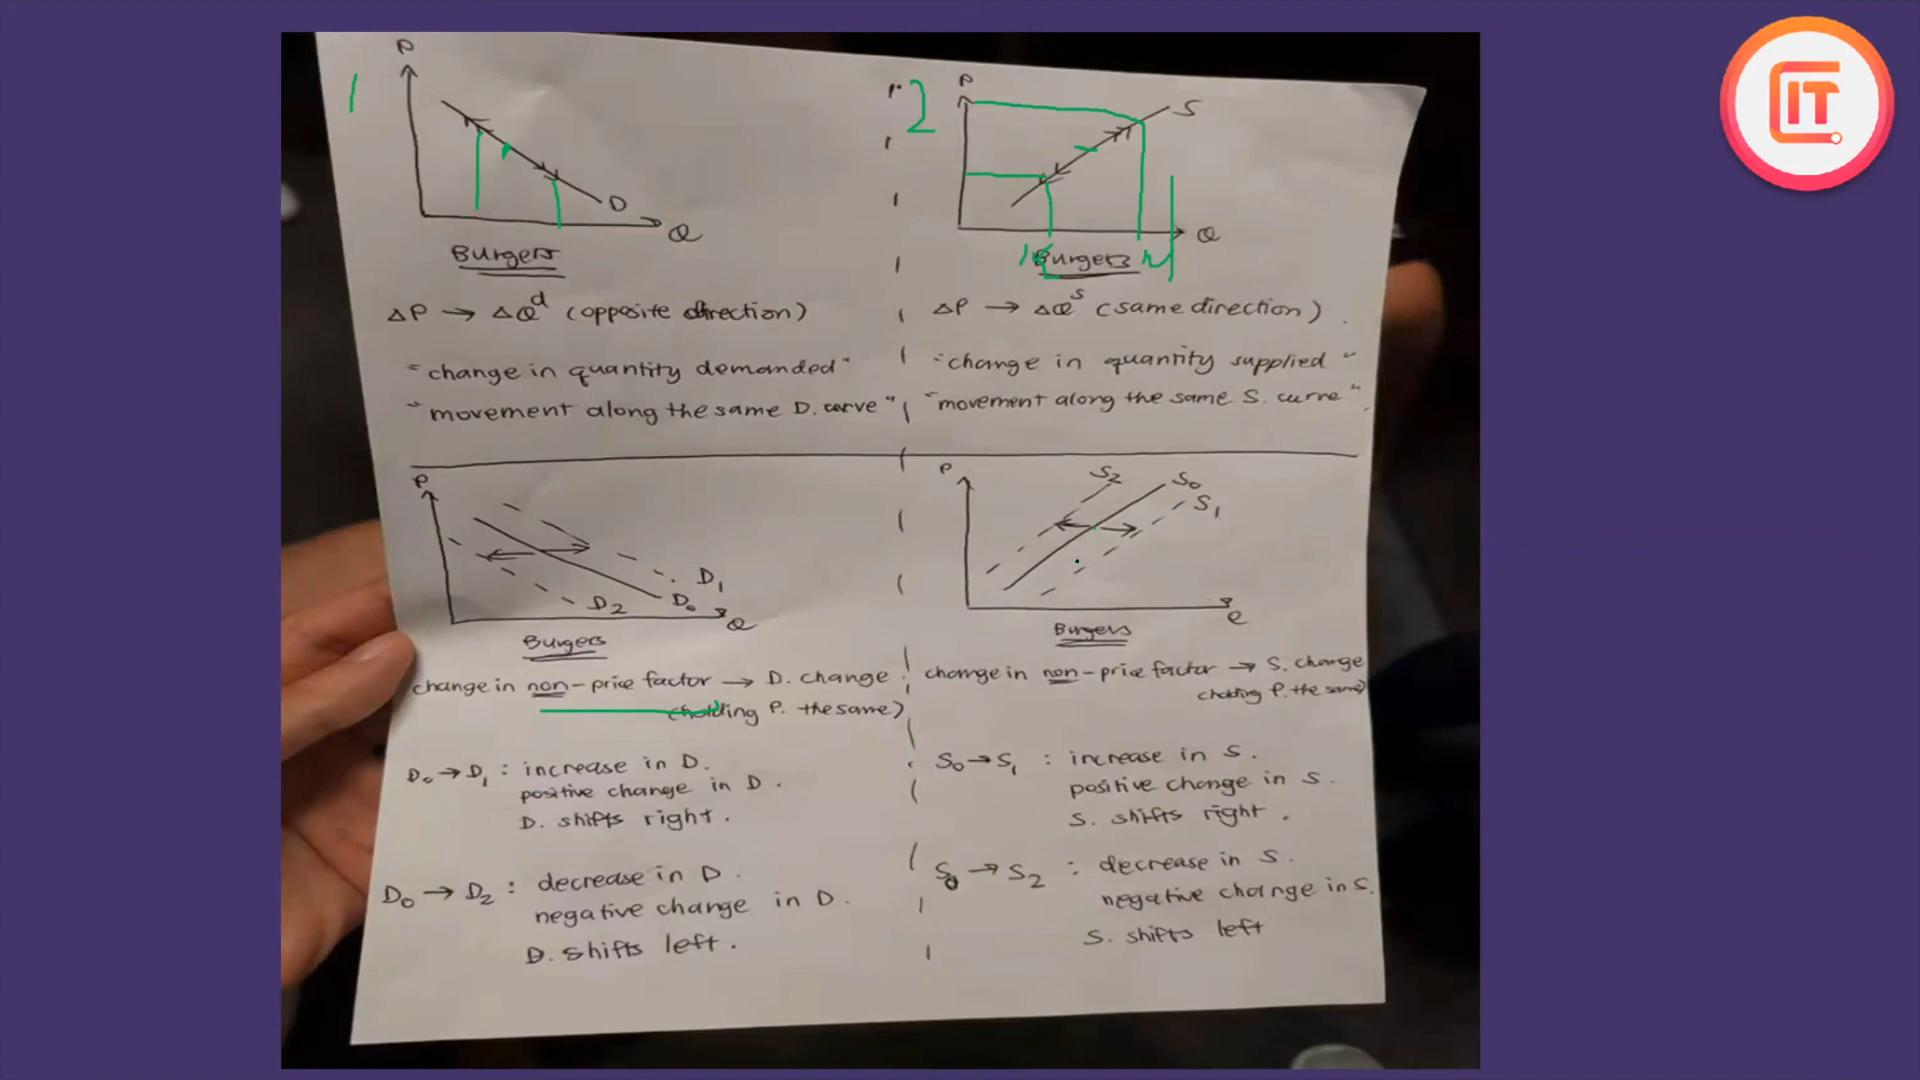 1
P
D
Q
Burgers
ΔP → ΔQᵈ (opposite direction)
"change in quantity demanded"
"movement along the same D. curve"
2
P
S
Q
Burgers
ΔP → ΔQˢ (same direction).
"change in quantity supplied"
"movement along the same S. curve".
P
D₁
D₀
D₂
Q
Burgers
change in non-price factor → D. change
(holding P. the same)
D₀ → D₁ : increase in D.
positive change in D.
D. shifts right.
D₀ → D₂ : decrease in D.
negative change in D.
D. shifts left.
P
S₂
S₀
S₁
Q
Burgers
change in non-price factor → S. change
(holding P. the same)
S₀ → S₁ : increase in S.
positive change in S.
S. shifts right.
S₀ → S₂ : decrease in S.
negative change in S.
S. shifts left
IT